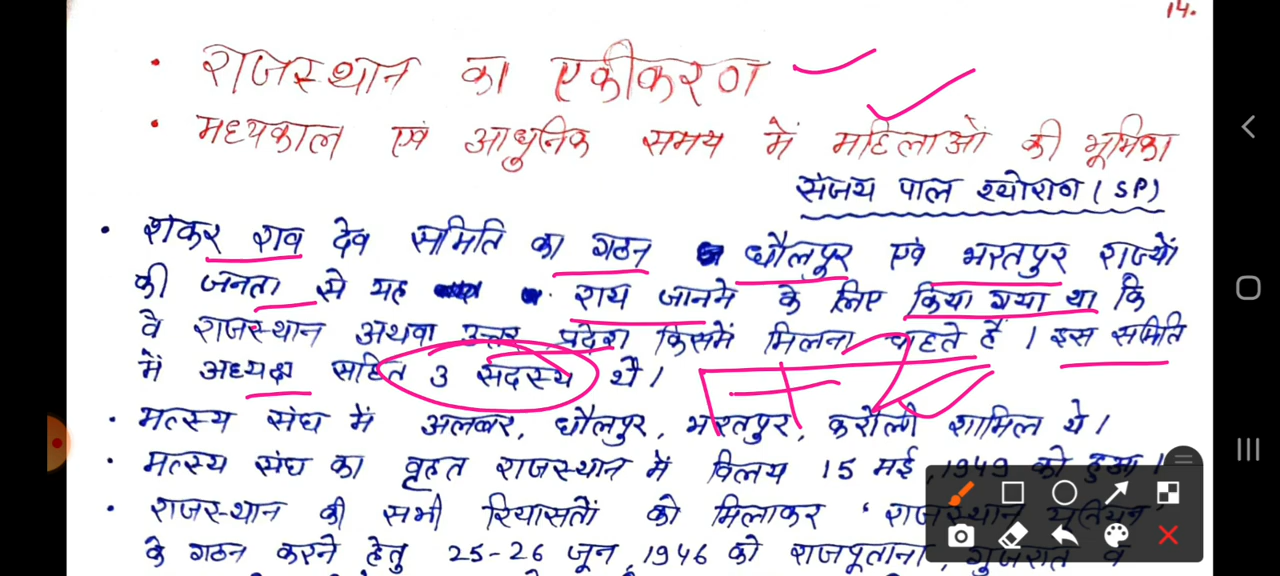 14.
• राजस्थान का एकीकरण
• मध्यकाल एवं आधुनिक समय में महिलाओं की भूमिका
संजय पाल श्योराण (SP)
• शंकर राव देव समिति का गठन धौलपुर एवं भरतपुर राज्यों
की जनता से यह राय जानने के लिए किया गया था कि
वे राजस्थान अथवा उत्तर प्रदेश किसमें मिलना चाहते हैं। इस समिति
में अध्यक्ष सहित 3 सदस्य थे।
• मत्स्य संघ में अलवर, धौलपुर, भरतपुर, करौली शामिल थे।
• मत्स्य संघ का वृहत राजस्थान में विलय 15 मई, 1949 को हुआ।
• राजस्थान की सभी रियासतों को मिलाकर 'राजस्थान यूनियन'
के गठन करने हेतु 25-26 जून, 1946 को राजपूताना, गुजरात व